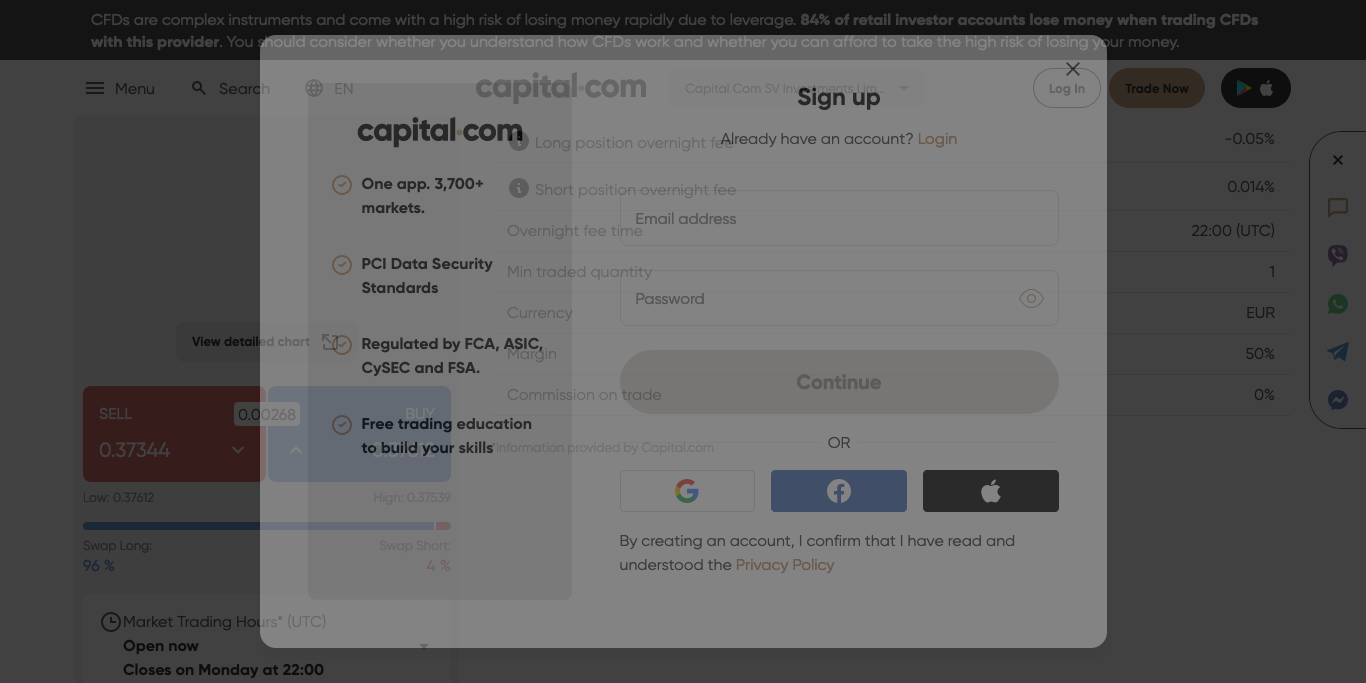 CFDs are complex instruments and come with a high risk of losing money rapidly due to leverage. 84% of retail investor accounts lose money when trading CFDs
with this provider. You should consider whether you understand how CFDs work and whether you can afford to take the high risk of losing your money.
Menu
Search
EN
capital.com
Capital Com SV Investments Lim...
Log In
Trade Now
Sign up
Already have an account? Login
capital.com
One app. 3,700+
markets.
PCI Data Security
Standards
Regulated by FCA, ASIC,
CySEC and FSA.
Free trading education
to build your skills
Email address
Password
Continue
OR
By creating an account, I confirm that I have read and
understood the Privacy Policy
Long position overnight fee
-0.05%
Short position overnight fee
0.014%
Overnight fee time
22:00 (UTC)
Min traded quantity
1
Currency
EUR
Margin
50%
Commission on trade
0%
*Information provided by Capital.com
View detailed chart
SELL
0.37344
0.00268
BUY
Low: 0.37612
High: 0.37539
Swap Long:
96 %
Swap Short:
4 %
Market Trading Hours* (UTC)
Open now
Closes on Monday at 22:00